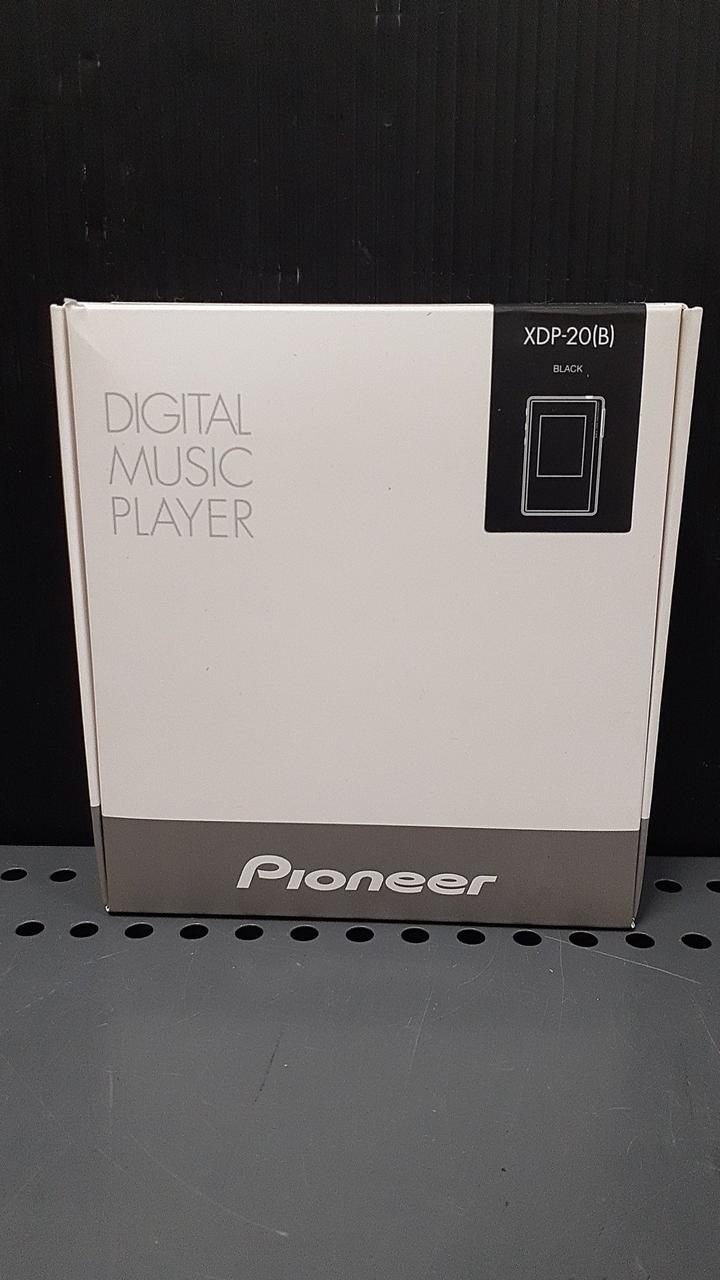 XDP-20(B)
BLACK
DIGITAL
MUSIC
PLAYER
Pioneer